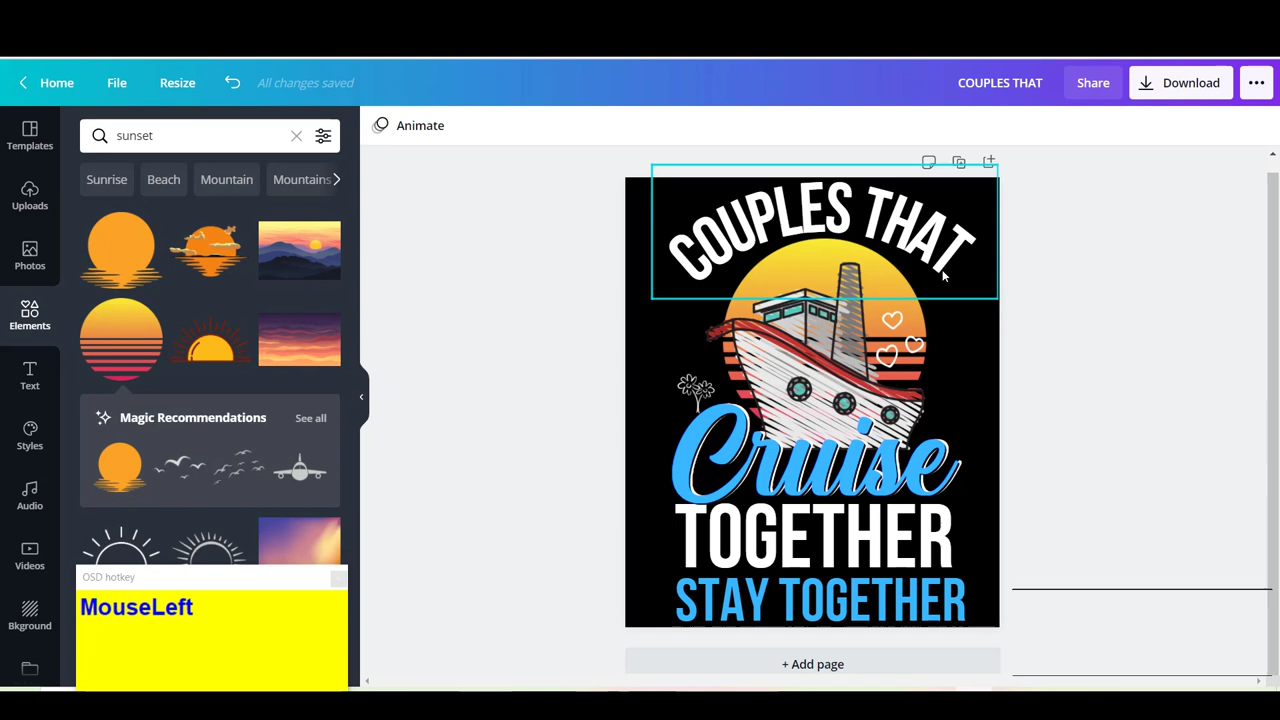 Home
File
Resize
All changes saved
COUPLES THAT
Share
Download
Templates
Uploads
Photos
Elements
Text
Styles
Audio
Videos
Bkground
sunset
Sunrise
Beach
Mountain
Mountains
Magic Recommendations
See all
OSD hotkey
MouseLeft
Animate
COUPLES THAT
Cruise
TOGETHER
STAY TOGETHER
+ Add page